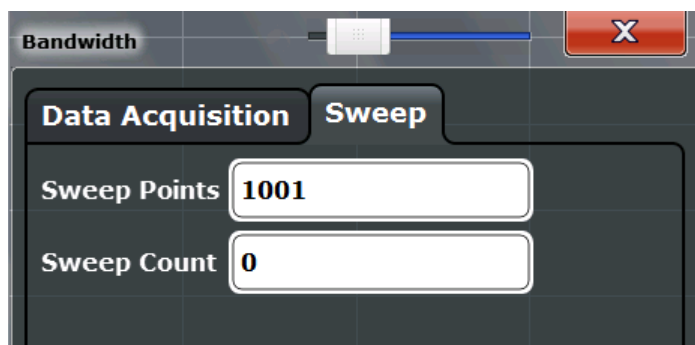 Bandwidth
X
Data Acquisition Sweep
Sweep Points 1001
Sweep Count 0